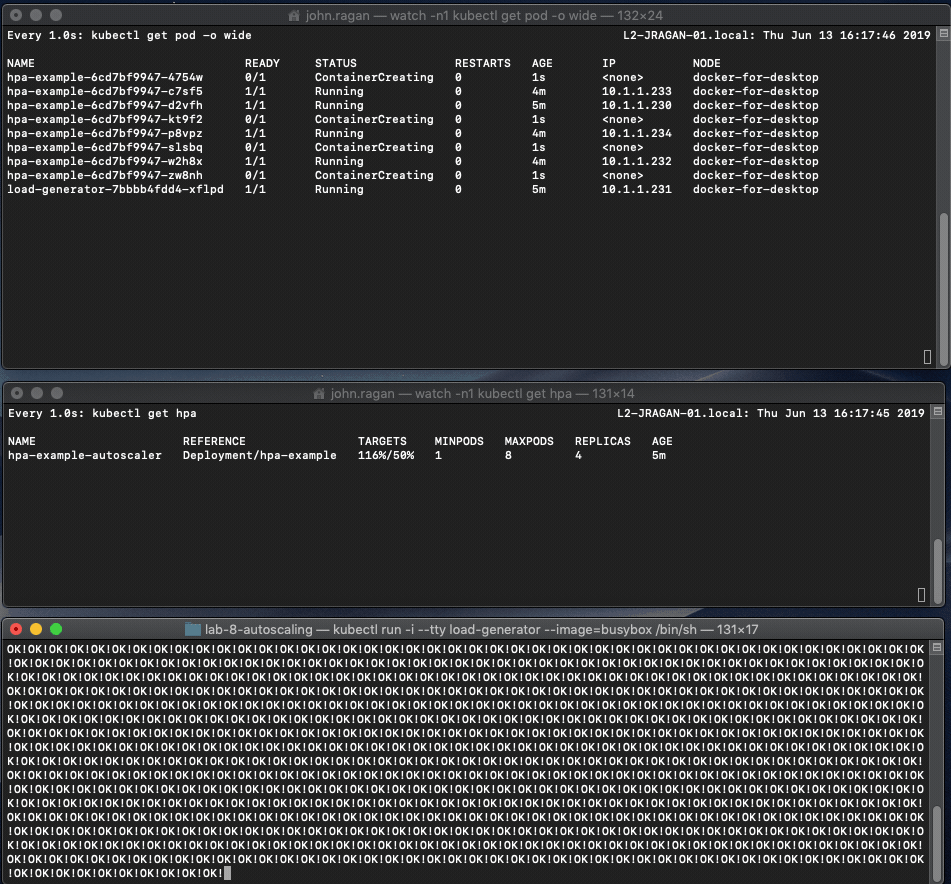 john.ragan — watch -n1 kubectl get pod -o wide — 132×24
Every 1.0s: kubectl get pod -o wide L2-JRAGAN-01.local: Thu Jun 13 16:17:46 2019
NAME READY STATUS RESTARTS AGE IP NODE
hpa-example-6cd7bf9947-4754w 0/1 ContainerCreating 0 1s <none> docker-for-desktop
hpa-example-6cd7bf9947-c7sf5 1/1 Running 0 4m 10.1.1.233 docker-for-desktop
hpa-example-6cd7bf9947-d2vfh 1/1 Running 0 5m 10.1.1.230 docker-for-desktop
hpa-example-6cd7bf9947-kt9f2 0/1 ContainerCreating 0 1s <none> docker-for-desktop
hpa-example-6cd7bf9947-p8vpz 1/1 Running 0 4m 10.1.1.234 docker-for-desktop
hpa-example-6cd7bf9947-slsbq 0/1 ContainerCreating 0 1s <none> docker-for-desktop
hpa-example-6cd7bf9947-w2h8x 1/1 Running 0 4m 10.1.1.232 docker-for-desktop
hpa-example-6cd7bf9947-zw8nh 0/1 ContainerCreating 0 1s <none> docker-for-desktop
load-generator-7bbbb4fdd4-xflpd 1/1 Running 0 5m 10.1.1.231 docker-for-desktop
john.ragan — watch -n1 kubectl get hpa — 131×14
Every 1.0s: kubectl get hpa L2-JRAGAN-01.local: Thu Jun 13 16:17:45 2019
NAME REFERENCE TARGETS MINPODS MAXPODS REPLICAS AGE
hpa-example-autoscaler Deployment/hpa-example 116%/50% 1 8 4 5m
lab-8-autoscaling — kubectl run -i --tty load-generator --image=busybox /bin/sh — 131×17
OK!OK!OK!OK!OK!OK!OK!OK!OK!OK!OK!OK!OK!OK!OK!OK!OK!OK!OK!OK!OK!OK!OK!OK!OK!OK!OK!OK!OK!OK!OK!OK!OK!OK!OK!OK!OK!OK!OK!OK!OK!OK!OK!OK
!OK!OK!OK!OK!OK!OK!OK!OK!OK!OK!OK!OK!OK!OK!OK!OK!OK!OK!OK!OK!OK!OK!OK!OK!OK!OK!OK!OK!OK!OK!OK!OK!OK!OK!OK!OK!OK!OK!OK!OK!OK!OK!OK!O
K!OK!OK!OK!OK!OK!OK!OK!OK!OK!OK!OK!OK!OK!OK!OK!OK!OK!OK!OK!OK!OK!OK!OK!OK!OK!OK!OK!OK!OK!OK!OK!OK!OK!OK!OK!OK!OK!OK!OK!OK!OK!OK!OK!
OK!OK!OK!OK!OK!OK!OK!OK!OK!OK!OK!OK!OK!OK!OK!OK!OK!OK!OK!OK!OK!OK!OK!OK!OK!OK!OK!OK!OK!OK!OK!OK!OK!OK!OK!OK!OK!OK!OK!OK!OK!OK!OK!OK
!OK!OK!OK!OK!OK!OK!OK!OK!OK!OK!OK!OK!OK!OK!OK!OK!OK!OK!OK!OK!OK!OK!OK!OK!OK!OK!OK!OK!OK!OK!OK!OK!OK!OK!OK!OK!OK!OK!OK!OK!OK!OK!OK!O
K!OK!OK!OK!OK!OK!OK!OK!OK!OK!OK!OK!OK!OK!OK!OK!OK!OK!OK!OK!OK!OK!OK!OK!OK!OK!OK!OK!OK!OK!OK!OK!OK!OK!OK!OK!OK!OK!OK!OK!OK!OK!OK!OK!
OK!OK!OK!OK!OK!OK!OK!OK!OK!OK!OK!OK!OK!OK!OK!OK!OK!OK!OK!OK!OK!OK!OK!OK!OK!OK!OK!OK!OK!OK!OK!OK!OK!OK!OK!OK!OK!OK!OK!OK!OK!OK!OK!OK
!OK!OK!OK!OK!OK!OK!OK!OK!OK!OK!OK!OK!OK!OK!OK!OK!OK!OK!OK!OK!OK!OK!OK!OK!OK!OK!OK!OK!OK!OK!OK!OK!OK!OK!OK!OK!OK!OK!OK!OK!OK!OK!OK!O
K!OK!OK!OK!OK!OK!OK!OK!OK!OK!OK!OK!OK!OK!OK!OK!OK!OK!OK!OK!OK!OK!OK!OK!OK!OK!OK!OK!OK!OK!OK!OK!OK!OK!OK!OK!OK!OK!OK!OK!OK!OK!OK!OK!
OK!OK!OK!OK!OK!OK!OK!OK!OK!OK!OK!OK!OK!OK!OK!OK!OK!OK!OK!OK!OK!OK!OK!OK!OK!OK!OK!OK!OK!OK!OK!OK!OK!OK!OK!OK!OK!OK!OK!OK!OK!OK!OK!OK
!OK!OK!OK!OK!OK!OK!OK!OK!OK!OK!OK!OK!OK!OK!OK!OK!OK!OK!OK!OK!OK!OK!OK!OK!OK!OK!OK!OK!OK!OK!OK!OK!OK!OK!OK!OK!OK!OK!OK!OK!OK!OK!OK!O
K!OK!OK!OK!OK!OK!OK!OK!OK!OK!OK!OK!OK!OK!OK!OK!OK!OK!OK!OK!OK!OK!OK!OK!OK!OK!OK!OK!OK!OK!OK!OK!OK!OK!OK!OK!OK!OK!OK!OK!OK!OK!OK!OK!
OK!OK!OK!OK!OK!OK!OK!OK!OK!OK!OK!OK!OK!OK!OK!OK!OK!OK!OK!OK!OK!OK!OK!OK!OK!OK!OK!OK!OK!OK!OK!OK!OK!OK!OK!OK!OK!OK!OK!OK!OK!OK!OK!OK
!OK!OK!OK!OK!OK!OK!OK!OK!OK!OK!OK!OK!OK!OK!OK!OK!OK!OK!OK!OK!OK!OK!OK!OK!OK!OK!OK!OK!OK!OK!OK!OK!OK!OK!OK!OK!OK!OK!OK!OK!OK!OK!OK!O
K!OK!OK!OK!OK!OK!OK!OK!OK!OK!OK!OK!OK!OK!OK!OK!OK!OK!OK!OK!OK!OK!OK!OK!OK!OK!OK!OK!OK!OK!OK!OK!OK!OK!OK!OK!OK!OK!OK!OK!OK!OK!OK!OK!
OK!OK!OK!OK!OK!OK!OK!OK!OK!OK!OK!OK!OK!OK!OK!OK!OK!OK!OK!OK!OK!OK!OK!OK!OK!OK!OK!OK!OK!OK!OK!OK!OK!OK!OK!OK!OK!OK!OK!OK!OK!OK!OK!OK
!OK!OK!OK!OK!OK!OK!OK!OK!OK!OK!